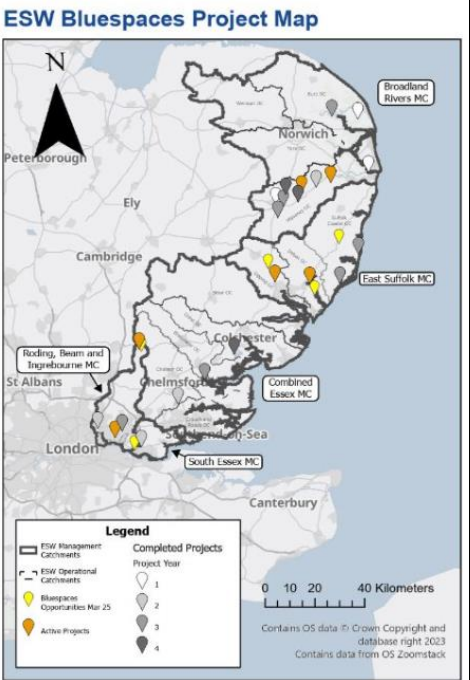 ESW Bluespaces Project Map
N
Broadland
Rivers MC
Norwich
Peterborough
Ely
Cambridge
East Suffolk MC
Colchester
Roding, Beam and
Ingrebourne MC
St Albans
Chelmsford
Combined
Essex MC
Southend-on-Sea
London
South Essex MC
Canterbury
Legend
ESW Management
Catchments
ESW Operational
Catchments
Bluespaces
Opportunities Mar 25
Active Projects
Completed Projects
Project Year
1
2
3
4
0 10 20 40 Kilometers
Contains OS data © Crown Copyright and
database right 2023
Contains data from OS Zoomstack